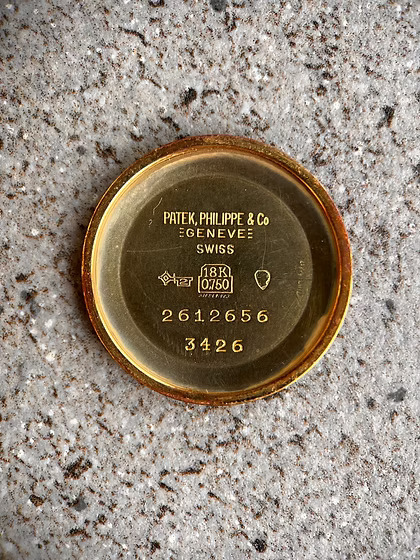 PATEK, PHILIPPE & Co
GENEVE
SWISS
18K
0,750
2612656
3426